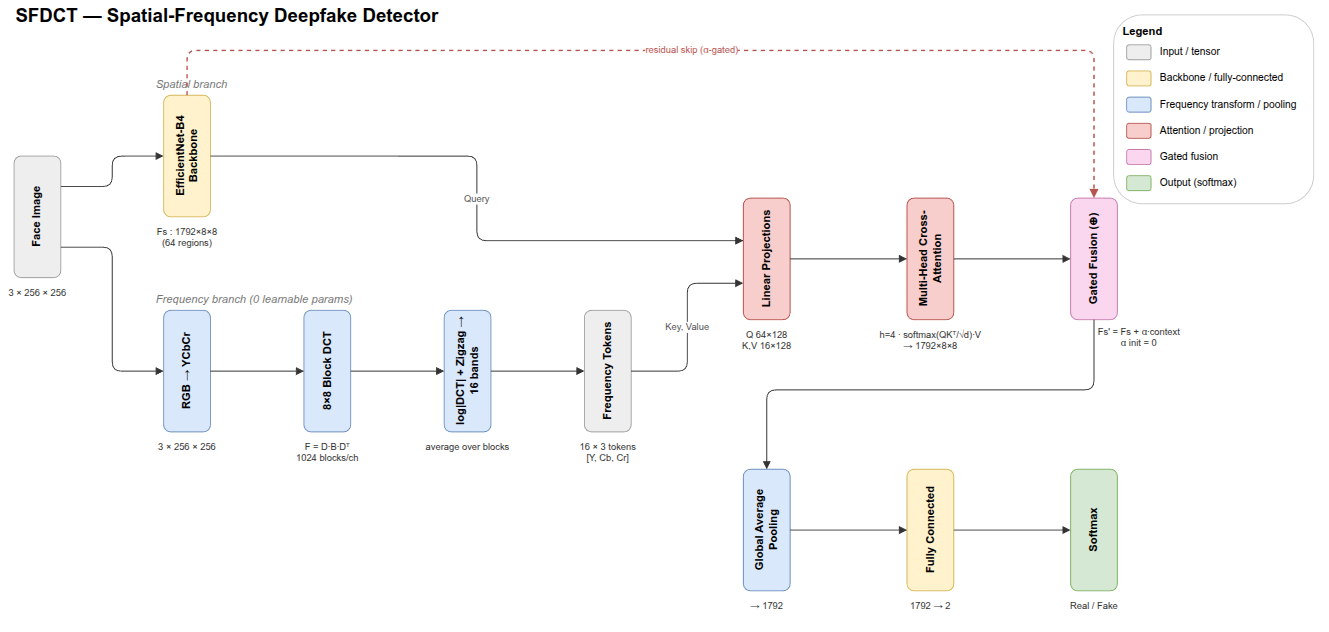 SFDCT — Spatial-Frequency Deepfake Detector
Legend
Input / tensor
Backbone / fully-connected
Frequency transform / pooling
Attention / projection
Gated fusion
Output (softmax)
residual skip (α-gated)
Spatial branch
EfficientNet-B4
Backbone
Fs : 1792×8×8
(64 regions)
Face Image
3 × 256 × 256
Query
Frequency branch (0 learnable params)
RGB → YCbCr
3 × 256 × 256
8×8 Block DCT
F = D·B·Dᵀ
1024 blocks/ch
log|DCT| + Zigzag →
16 bands
average over blocks
Frequency Tokens
16 × 3 tokens
[Y, Cb, Cr]
Key, Value
Linear Projections
Q 64×128
K,V 16×128
Multi-Head Cross-
Attention
h=4 · softmax(QKᵀ/√d)·V
→ 1792×8×8
Gated Fusion (⊕)
Fs' = Fs + α·context
α init = 0
Global Average
Pooling
→ 1792
Fully Connected
1792 → 2
Softmax
Real / Fake